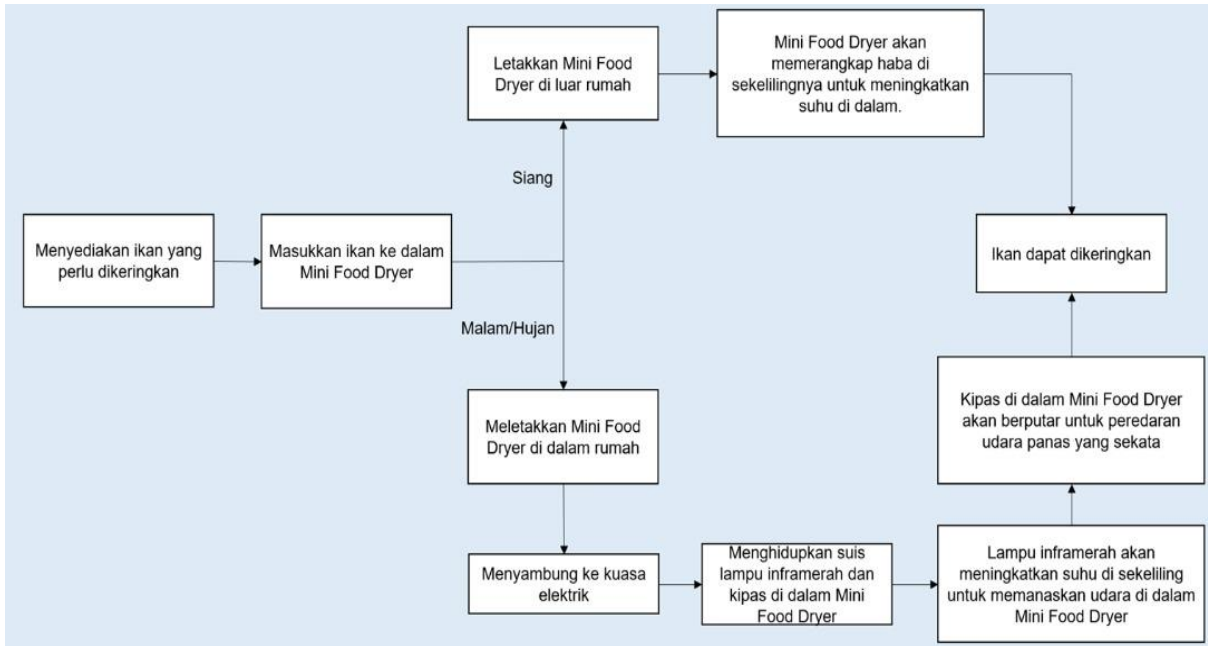 Menyediakan ikan yang
perlu dikeringkan
Masukkan ikan ke dalam
Mini Food Dryer
Siang
Letakkan Mini Food
Dryer di luar rumah
Mini Food Dryer akan
memerangkap haba di
sekelilingnya untuk meningkatkan
suhu di dalam.
Malam/Hujan
Meletakkan Mini Food
Dryer di dalam rumah
Menyambung ke kuasa
elektrik
Menghidupkan suis
lampu inframerah dan
kipas di dalam Mini
Food Dryer
Lampu inframerah akan
meningkatkan suhu di sekeliling
untuk memanaskan udara di dalam
Mini Food Dryer
Kipas di dalam Mini Food Dryer
akan berputar untuk peredaran
udara panas yang sekata
Ikan dapat dikeringkan